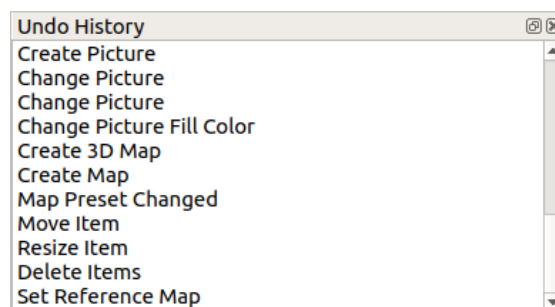 Undo History
Create Picture
Change Picture
Change Picture
Change Picture Fill Color
Create 3D Map
Create Map
Map Preset Changed
Move Item
Resize Item
Delete Items
Set Reference Map